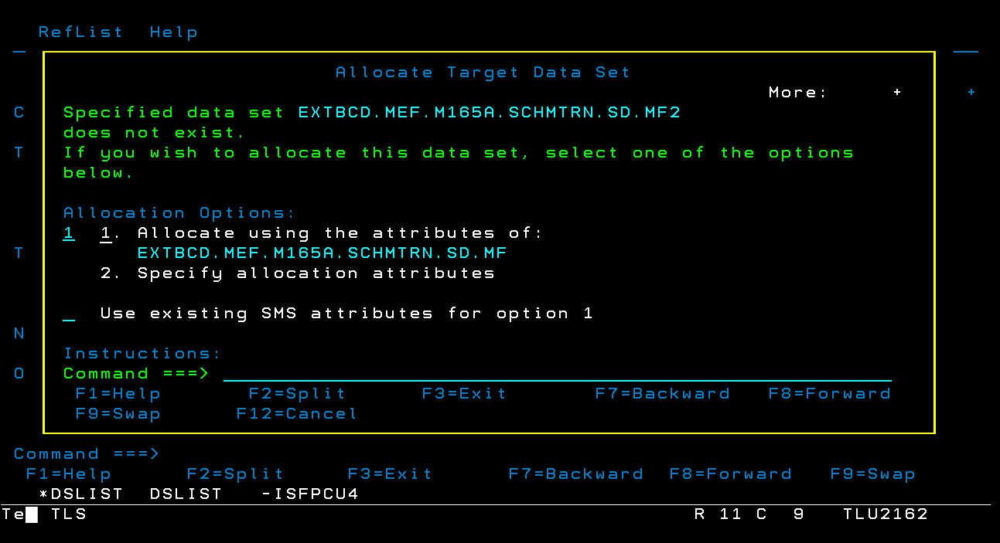 RefList  Help
Allocate Target Data Set
More:     +     +
C  Specified data set EXTBCD.MEF.M165A.SCHMTRN.SD.MF2
does not exist.
T  If you wish to allocate this data set, select one of the options
below.
Allocation Options:
1  1. Allocate using the attributes of:
T  EXTBCD.MEF.M165A.SCHMTRN.SD.MF
2. Specify allocation attributes
_  Use existing SMS attributes for option 1
N
Instructions:
O  Command ===>
F1=Help       F2=Split      F3=Exit       F7=Backward   F8=Forward
F9=Swap      F12=Cancel
Command ===>
F1=Help      F2=Split     F3=Exit      F7=Backward  F8=Forward   F9=Swap
*DSLIST  DSLIST   -ISFPCU4
Te  TLS     R 11 C  9   TLU2162